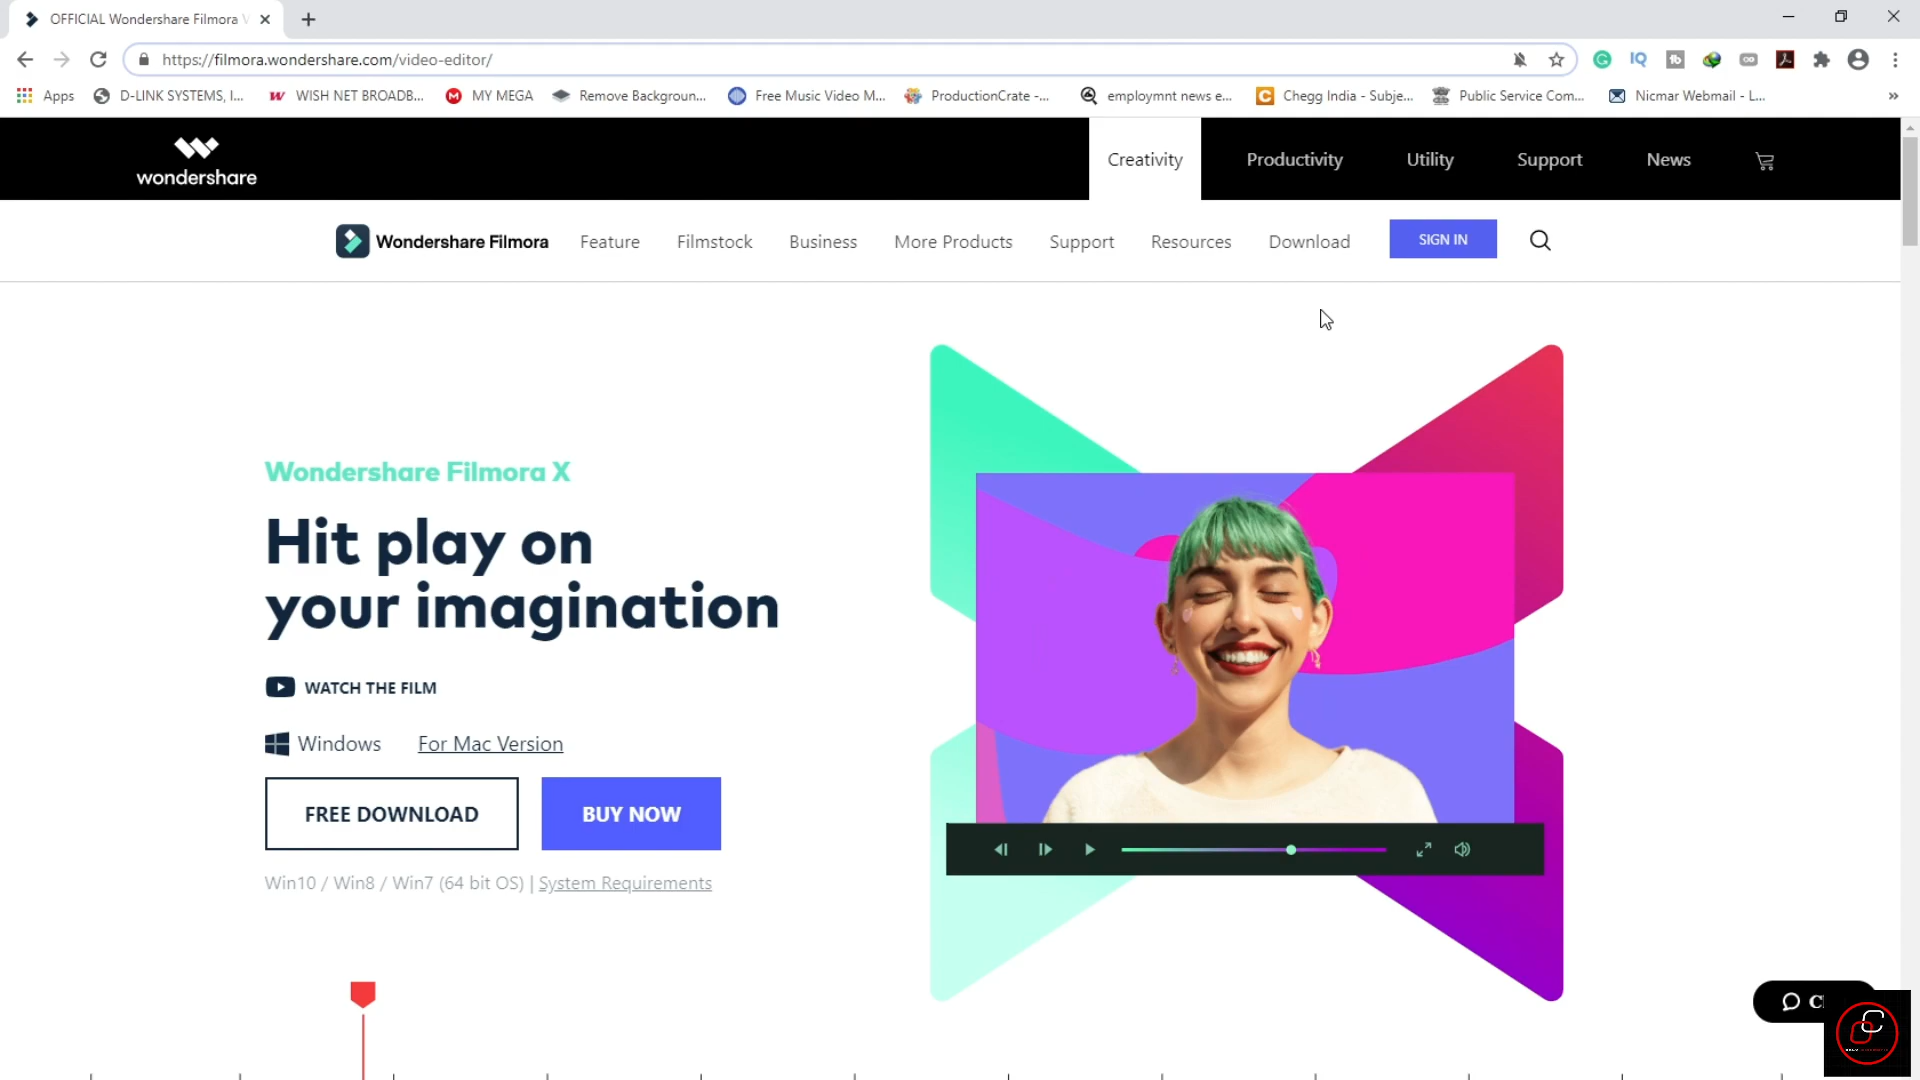 OFFICIAL Wondershare Filmora V
https://filmora.wondershare.com/video-editor/
Apps
D-LINK SYSTEMS, I...
WISH NET BROADB...
MY MEGA
Remove Backgroun...
Free Music Video M...
ProductionCrate -...
employmnt news e...
Chegg India - Subje...
Public Service Com...
Nicmar Webmail - L...
wondershare
Creativity
Productivity
Utility
Support
News
Wondershare Filmora
Feature
Filmstock
Business
More Products
Support
Resources
Download
SIGN IN
Wondershare Filmora X
Hit play on
your imagination
WATCH THE FILM
Windows
For Mac Version
FREE DOWNLOAD
BUY NOW
Win10 / Win8 / Win7 (64 bit OS) | System Requirements